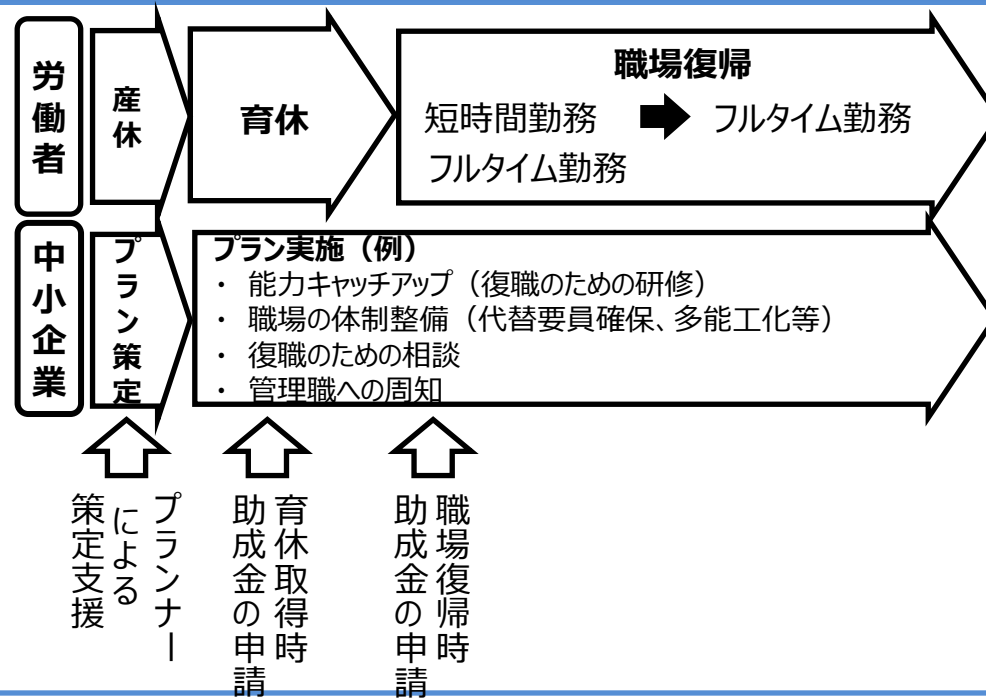 労働者
産休
育休
職場復帰
短時間勤務 ➡ フルタイム勤務
フルタイム勤務
中小企業
プラン策定
プラン実施（例）
・ 能力キャッチアップ（復職のための研修）
・ 職場の体制整備（代替要員確保、多能工化等）
・ 復職のための相談
・ 管理職への周知
プランナー
による
策定支援
育休取得時
助成金の申請
職場復帰時
助成金の申請